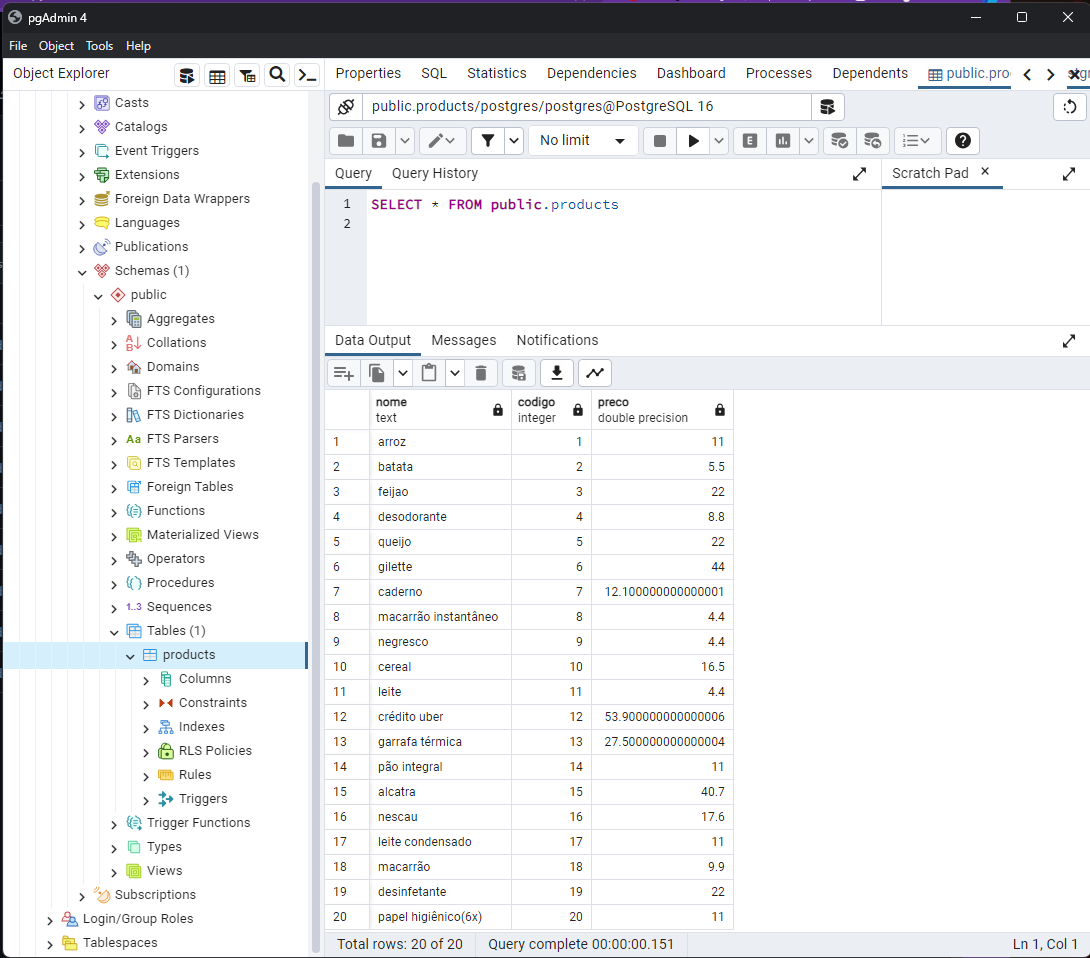 pgAdmin 4
File Object Tools Help
Object Explorer
Casts
Catalogs
Event Triggers
Extensions
Foreign Data Wrappers
Languages
Publications
Schemas (1)
public
Aggregates
Collations
Domains
FTS Configurations
FTS Dictionaries
Aa FTS Parsers
FTS Templates
Foreign Tables
Functions
Materialized Views
Operators
Procedures
1..3 Sequences
Tables (1)
products
Columns
Constraints
Indexes
RLS Policies
Rules
Triggers
Trigger Functions
Types
Views
Subscriptions
Login/Group Roles
Tablespaces
Properties SQL Statistics Dependencies Dashboard Processes Dependents public.pro
public.products/postgres/postgres@PostgreSQL 16
No limit E
Query Query History Scratch Pad
1 SELECT * FROM public.products
2
Data Output Messages Notifications
nome codigo preco
text integer double precision
1 arroz 1 11
2 batata 2 5.5
3 feijao 3 22
4 desodorante 4 8.8
5 queijo 5 22
6 gilette 6 44
7 caderno 7 12.100000000000001
8 macarrão instantâneo 8 4.4
9 negresco 9 4.4
10 cereal 10 16.5
11 leite 11 4.4
12 crédito uber 12 53.900000000000006
13 garrafa térmica 13 27.500000000000004
14 pão integral 14 11
15 alcatra 15 40.7
16 nescau 16 17.6
17 leite condensado 17 11
18 macarrão 18 9.9
19 desinfetante 19 22
20 papel higiênico(6x) 20 11
Total rows: 20 of 20 Query complete 00:00:00.151 Ln 1, Col 1